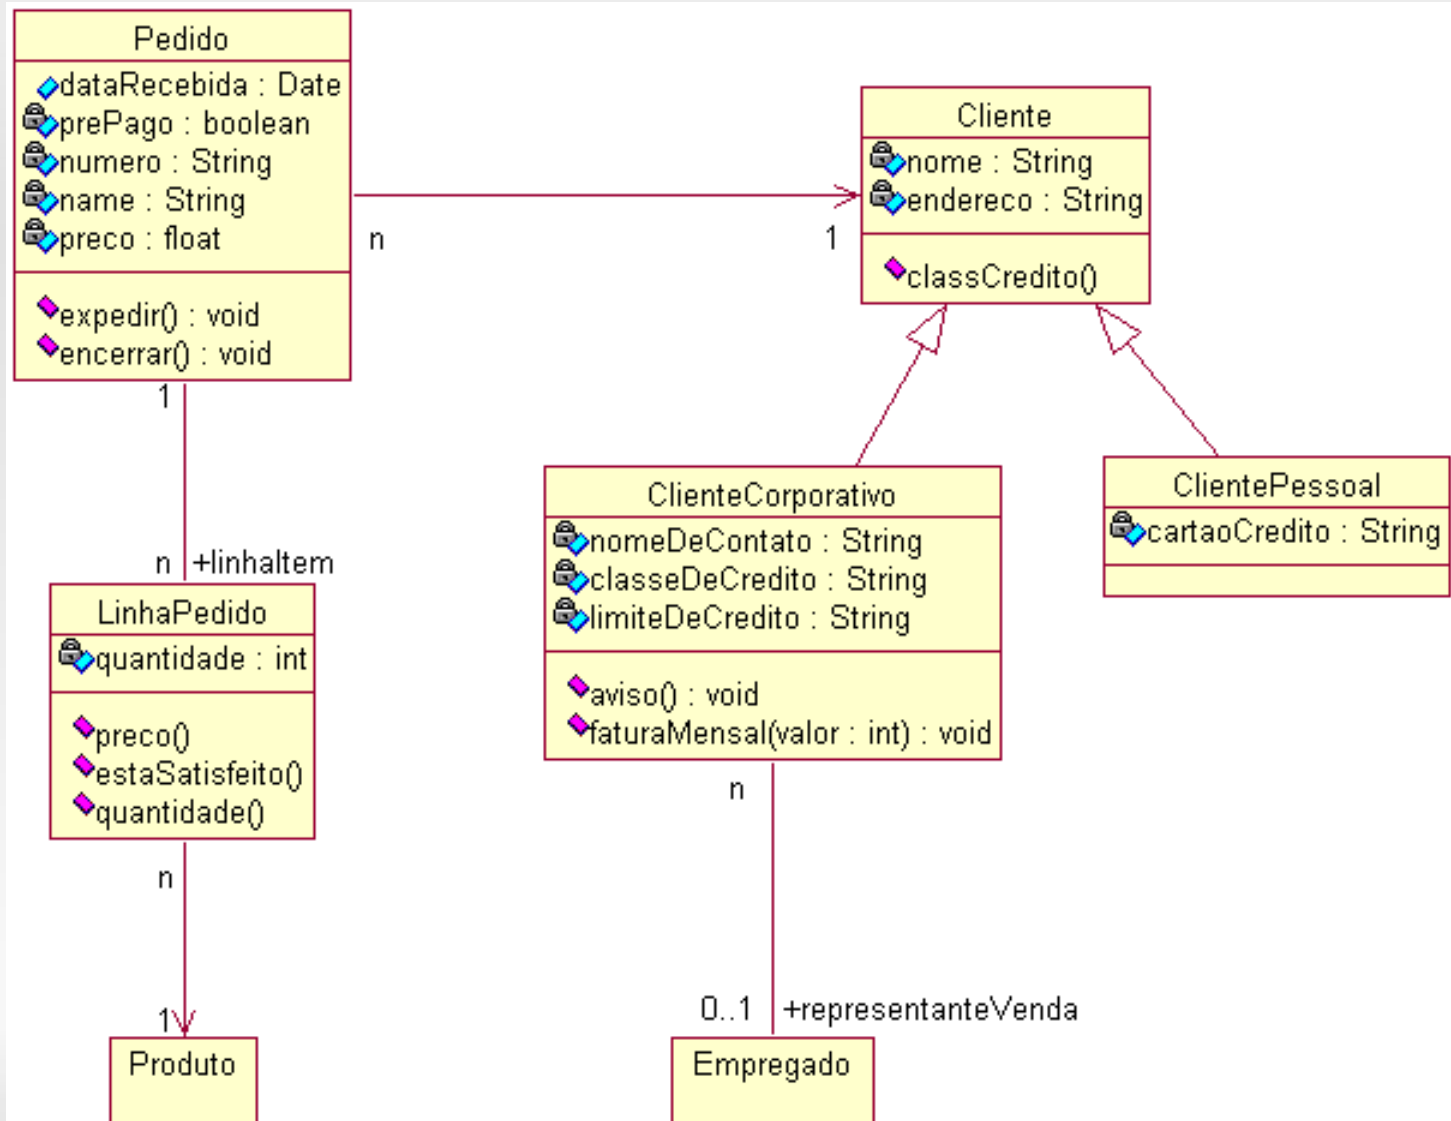 Pedido
dataRecebida : Date
prePago : boolean
numero : String
name : String
preco : float
expedir() : void
encerrar() : void
n
1
Cliente
nome : String
endereco : String
classCredito()
1
n +linhaItem
LinhaPedido
quantidade : int
preco()
estaSatisfeito()
quantidade()
n
1
Produto
ClienteCorporativo
nomeDeContato : String
classeDeCredito : String
limiteDeCredito : String
aviso() : void
faturaMensal(valor : int) : void
n
0..1 +representanteVenda
Empregado
ClientePessoal
cartaoCredito : String